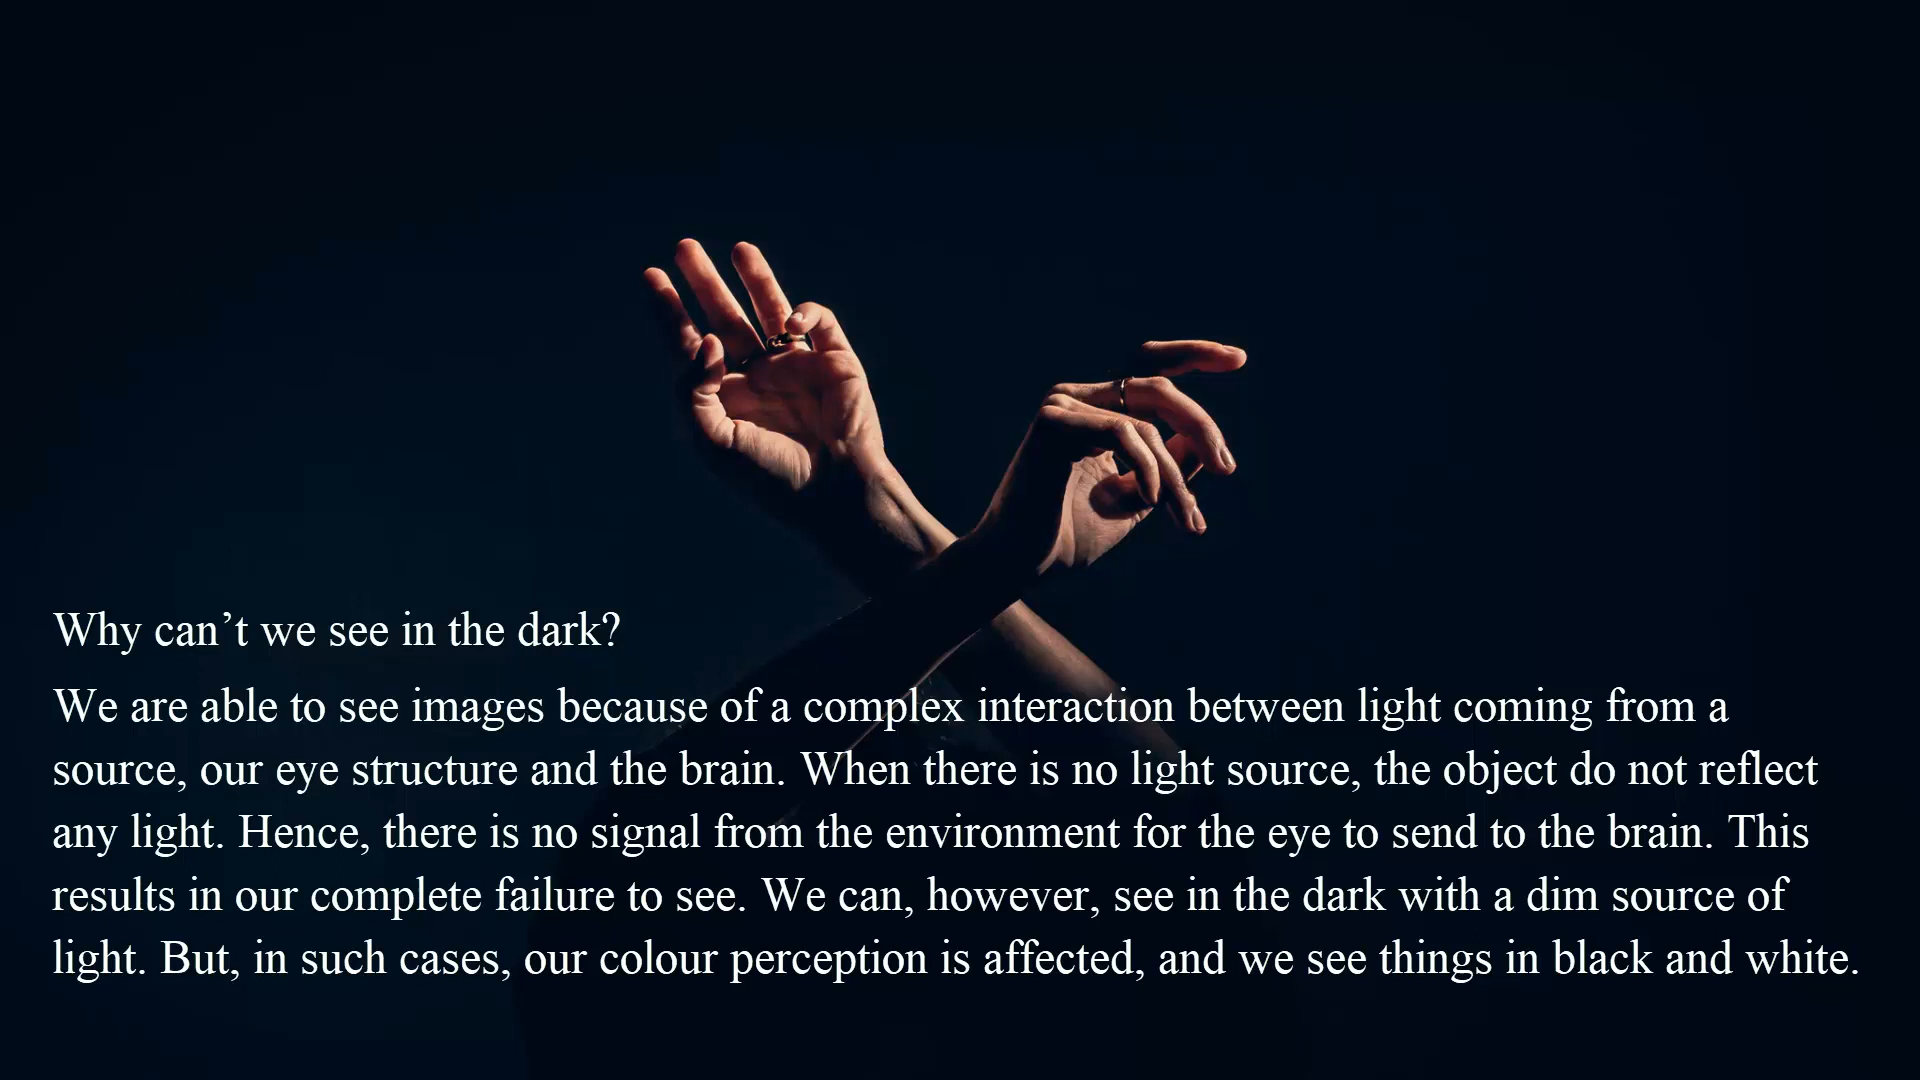 Why can’t we see in the dark?
We are able to see images because of a complex interaction between light coming from a
source, our eye structure and the brain. When there is no light source, the object do not reflect
any light. Hence, there is no signal from the environment for the eye to send to the brain. This
results in our complete failure to see. We can, however, see in the dark with a dim source of
light. But, in such cases, our colour perception is affected, and we see things in black and white.